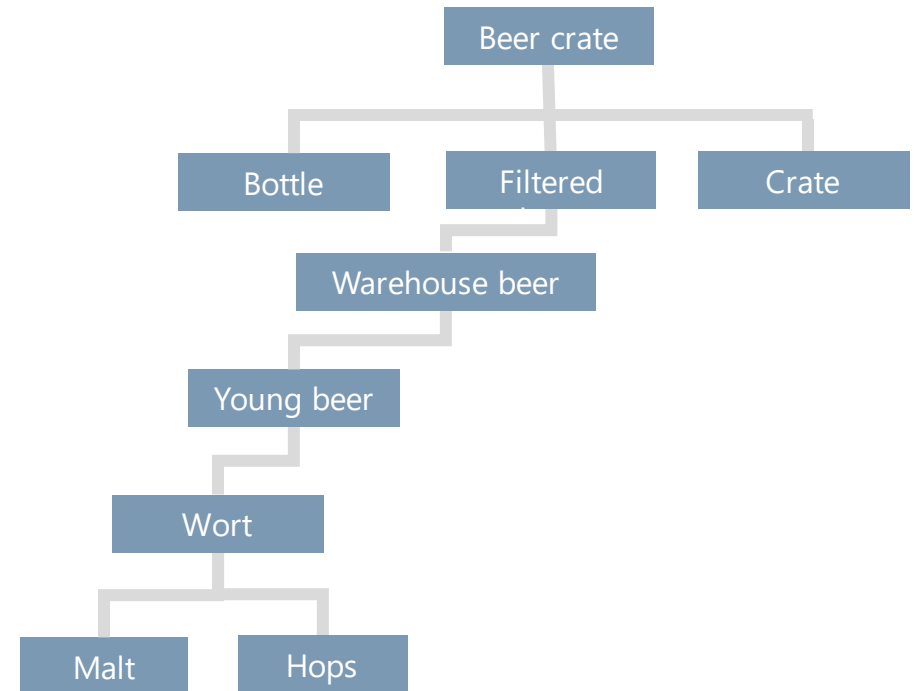 Beer crate
Bottle
Filtered
Crate
Warehouse beer
Young beer
Wort
Malt
Hops